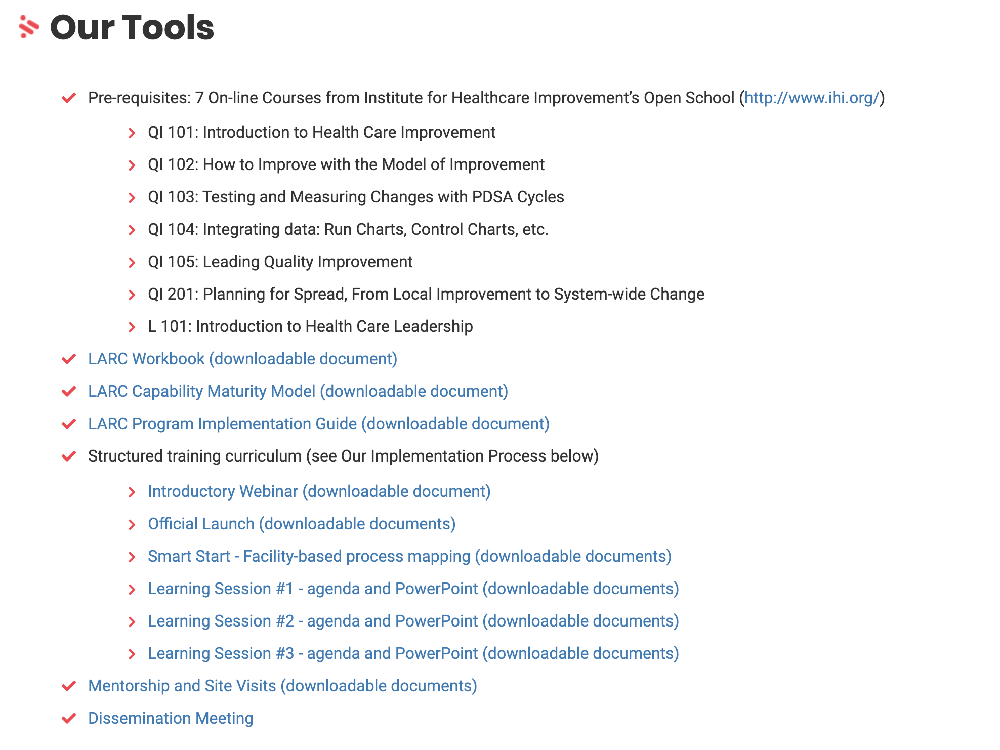 Our Tools
Pre-requisites: 7 On-line Courses from Institute for Healthcare Improvement’s Open School (http://www.ihi.org/)
QI 101: Introduction to Health Care Improvement
QI 102: How to Improve with the Model of Improvement
QI 103: Testing and Measuring Changes with PDSA Cycles
QI 104: Integrating data: Run Charts, Control Charts, etc.
QI 105: Leading Quality Improvement
QI 201: Planning for Spread, From Local Improvement to System-wide Change
L 101: Introduction to Health Care Leadership
LARC Workbook (downloadable document)
LARC Capability Maturity Model (downloadable document)
LARC Program Implementation Guide (downloadable document)
Structured training curriculum (see Our Implementation Process below)
Introductory Webinar (downloadable document)
Official Launch (downloadable documents)
Smart Start - Facility-based process mapping (downloadable documents)
Learning Session #1 - agenda and PowerPoint (downloadable documents)
Learning Session #2 - agenda and PowerPoint (downloadable documents)
Learning Session #3 - agenda and PowerPoint (downloadable documents)
Mentorship and Site Visits (downloadable documents)
Dissemination Meeting